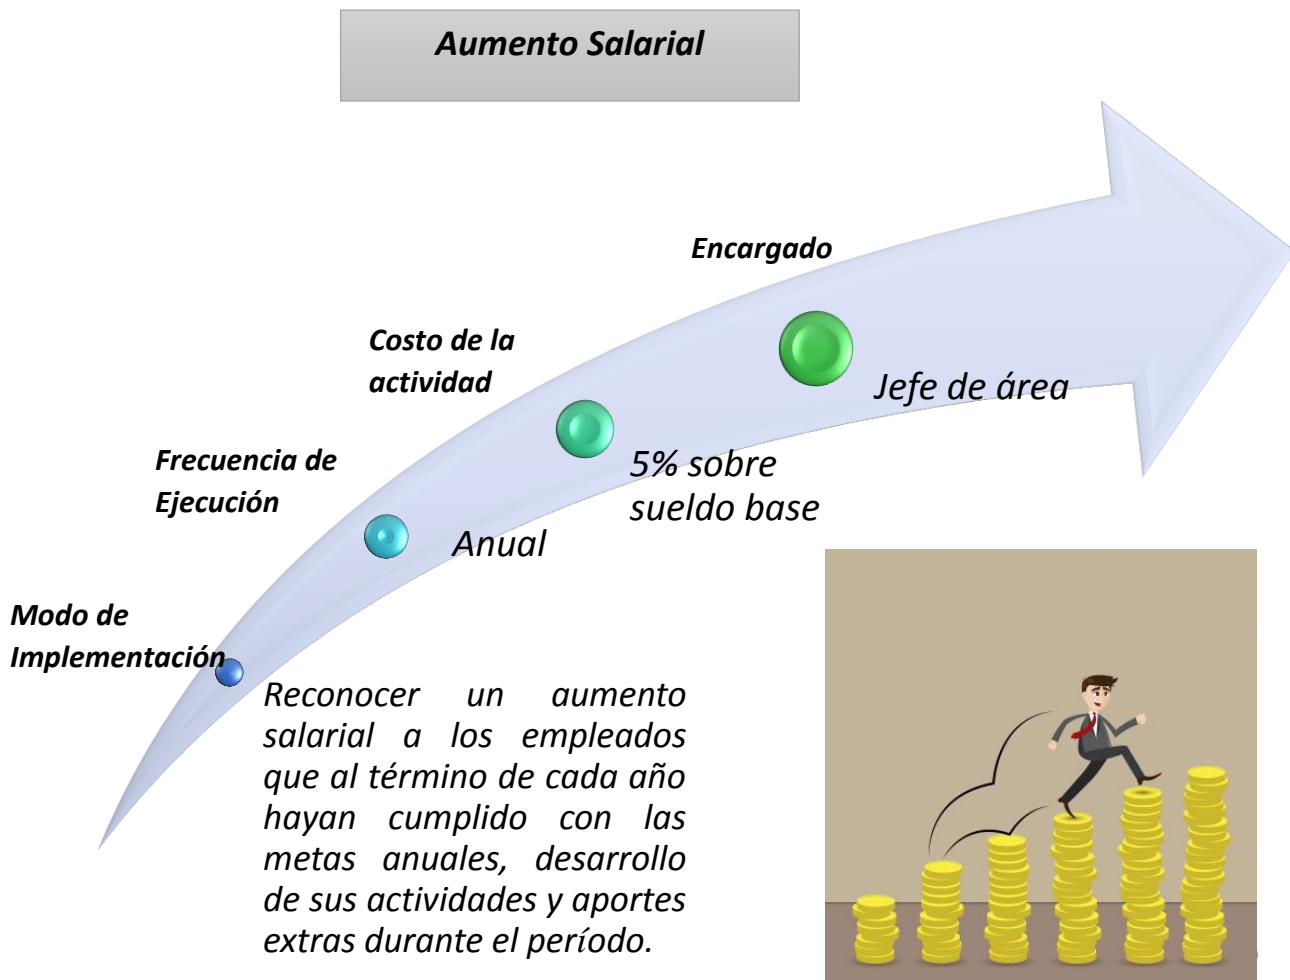 Aumento Salarial
Encargado
Jefe de área
Costo de la
actividad
5% sobre
sueldo base
Frecuencia de
Ejecución
Anual
Modo de
Implementación
Reconocer un aumento
salarial a los empleados
que al término de cada año
hayan cumplido con las
metas anuales, desarrollo
de sus actividades y aportes
extras durante el período.